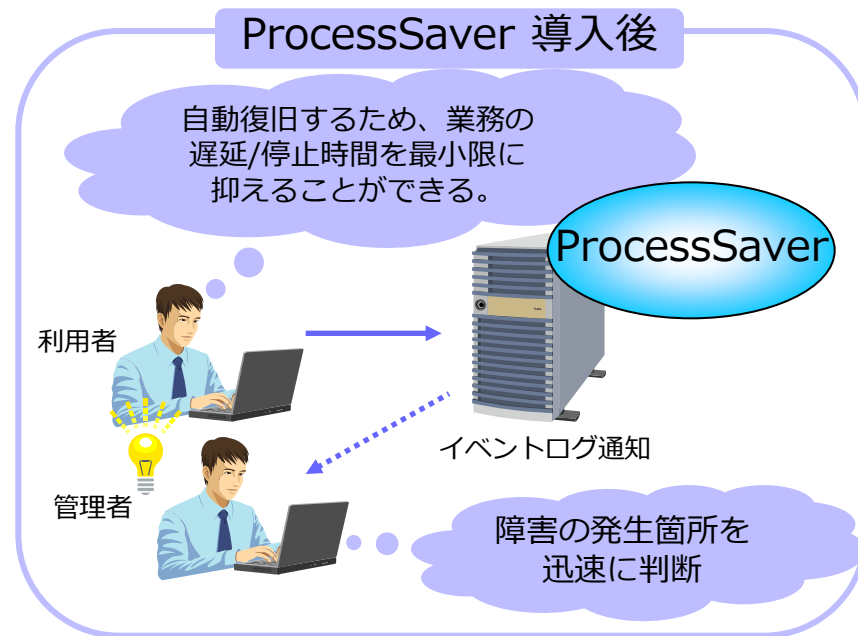 ProcessSaver 導入後
自動復旧するため、業務の
遅延/停止時間を最小限に
抑えることができる。
ProcessSaver
利用者
イベントログ通知
管理者
障害の発生箇所を
迅速に判断